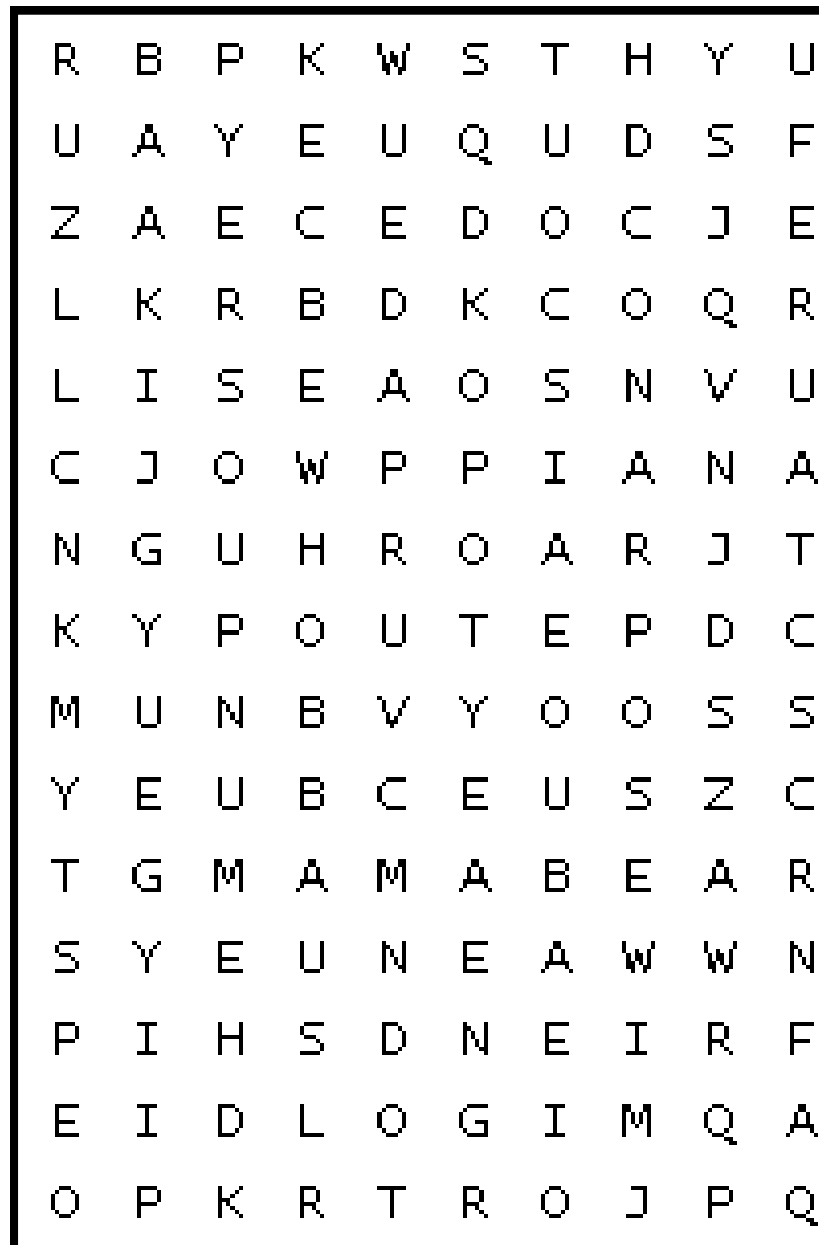 R B P K W S T H Y U
U A Y E U Q U D S F
Z A E C E D O C J E
L K R B D K C O Q R
L I S E A O S N V U
C J O W P P I A N A
N G U H R O A R J T
K Y P O U T E P D C
M U N B V Y O O S S
Y E U B C E U S Z C
T G M A M A B E A R
S Y E U N E A W W N
P I H S D N E I R F
E I D L O G I M Q A
O P K R T R O J P Q